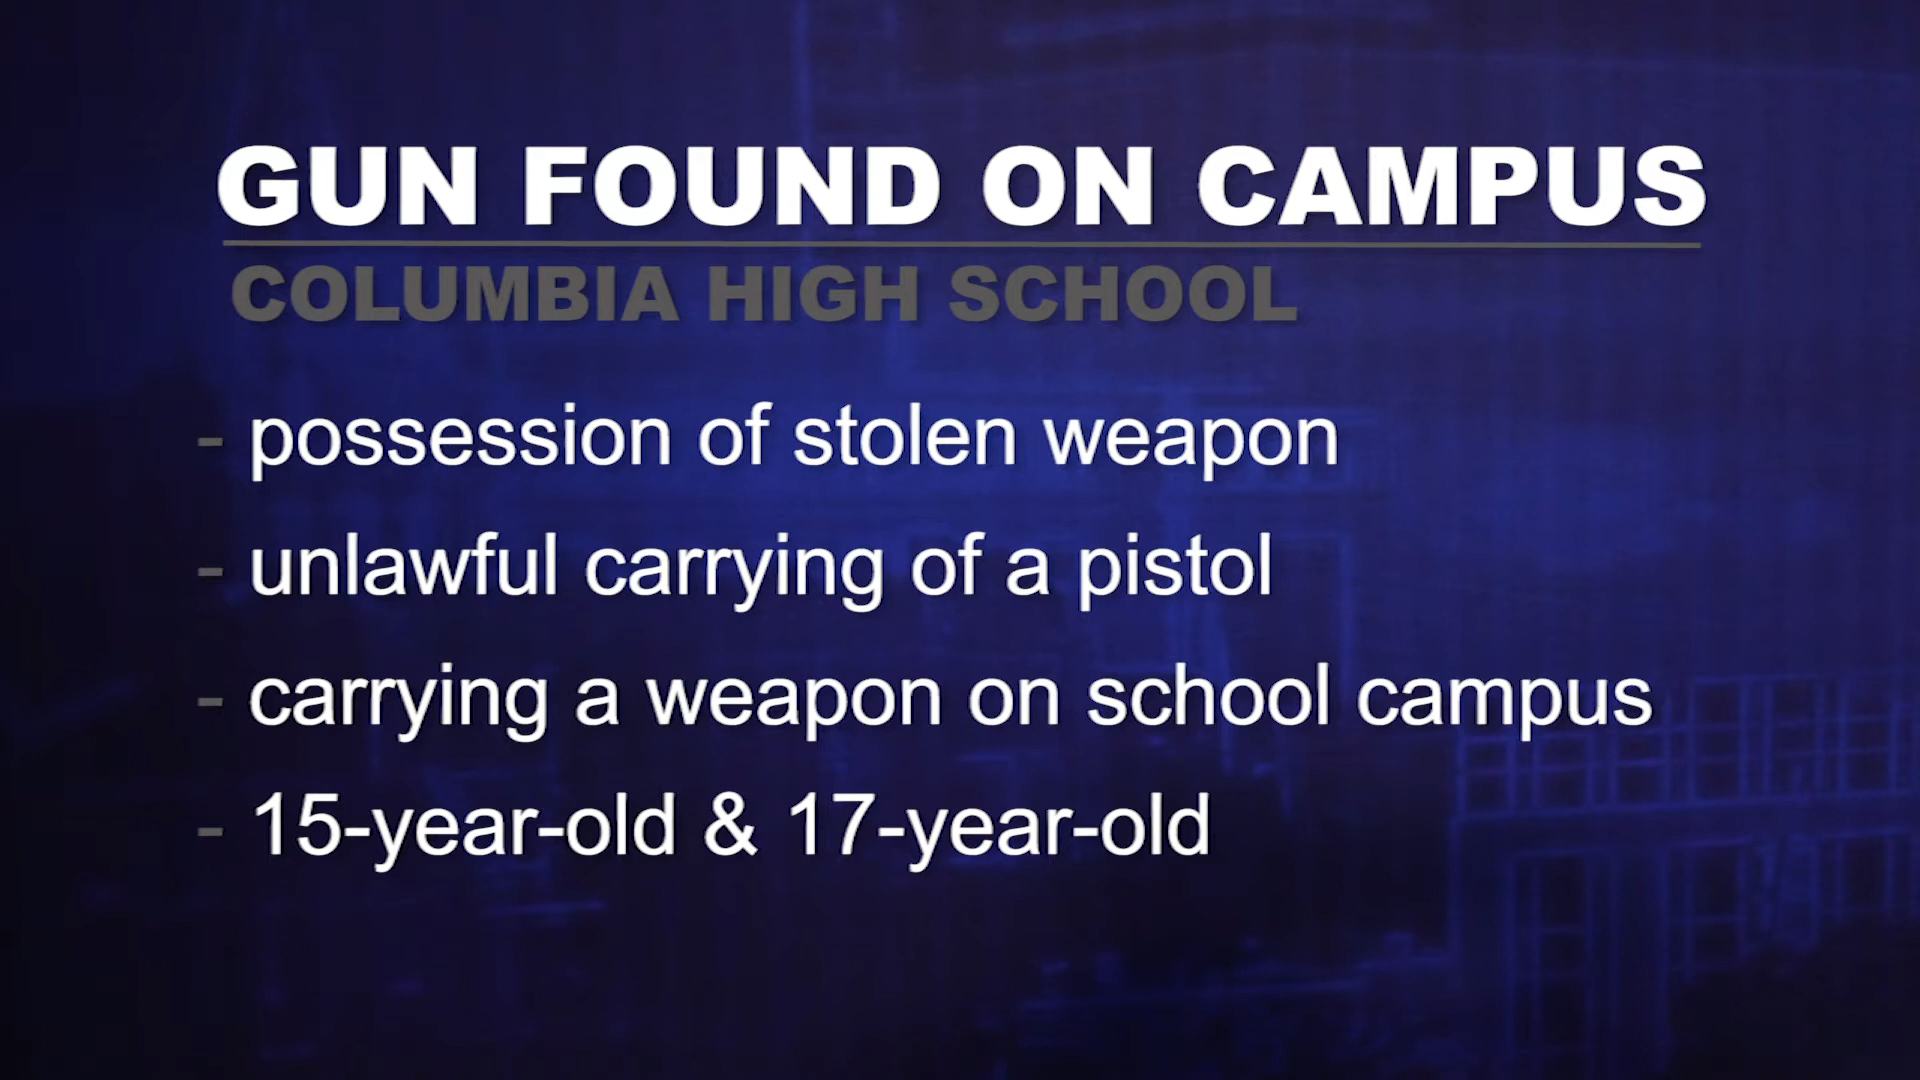 GUN FOUND ON CAMPUS
COLUMBIA HIGH SCHOOL
- possession of stolen weapon
- unlawful carrying of a pistol
- carrying a weapon on school campus
- 15-year-old & 17-year-old